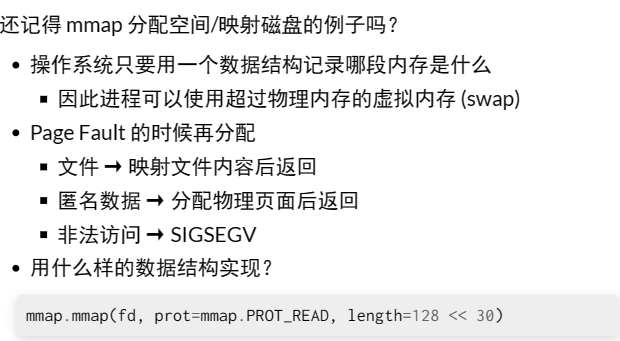 还记得 mmap 分配空间/映射磁盘的例子吗？
• 操作系统只要用一个数据结构记录哪段内存是什么
▪ 因此进程可以使用超过物理内存的虚拟内存 (swap)
• Page Fault 的时候再分配
▪ 文件 → 映射文件内容后返回
▪ 匿名数据 → 分配物理页面后返回
▪ 非法访问 → SIGSEGV
• 用什么样的数据结构实现？
mmap.mmap(fd, prot=mmap.PROT_READ, length=128 << 30)